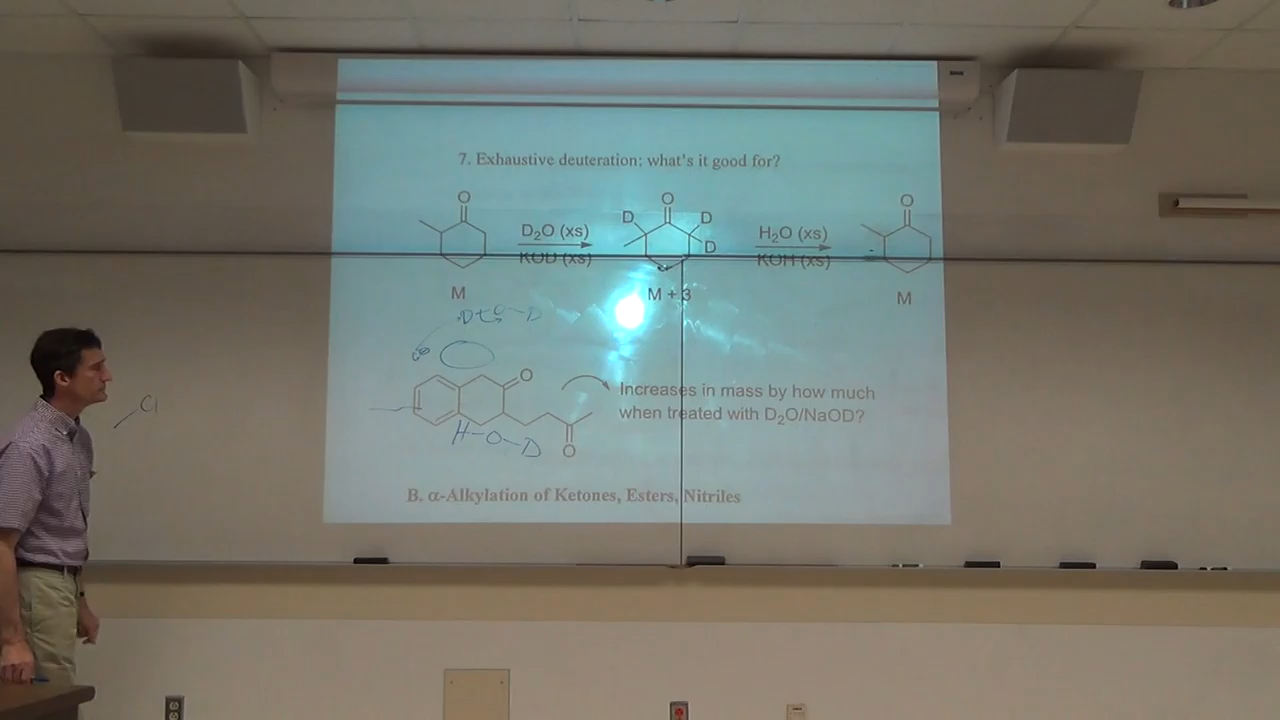 7. Exhaustive deuteration: what's it good for?
O O O
D D
D
D₂O (xs) H₂O (xs)
KOD (xs) KOH (xs)
M M + 3 M
D O D
O
Increases in mass by how much
when treated with D₂O/NaOD?
Cl
H-O-D
O
B. α-Alkylation of Ketones, Esters, Nitriles